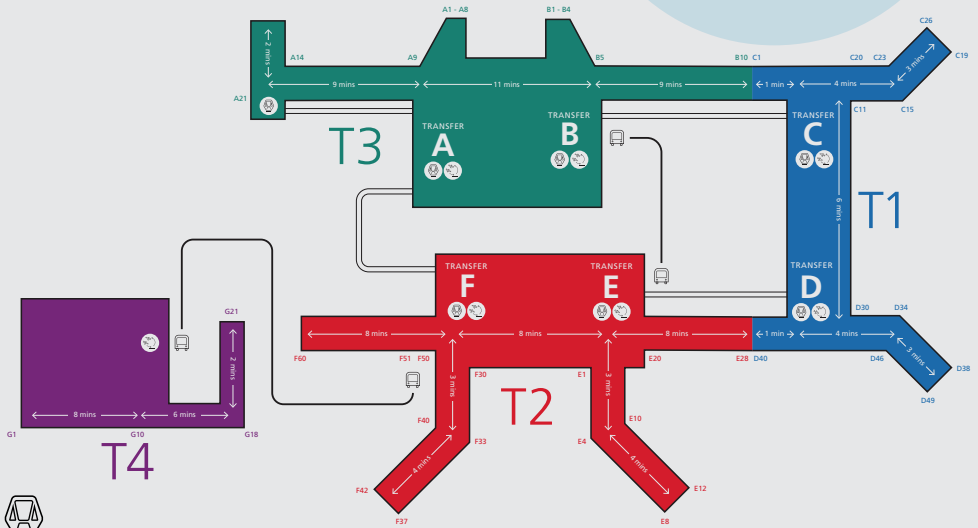 A1 - A8
B1 - B4
C26
2 mins
A14
A9
B5
B10
C1
C20
C23
C19
3 mins
9 mins
11 mins
9 mins
1 min
4 mins
A21
C11
C15
T3
TRANSFER
A
TRANSFER
B
TRANSFER
C
6 mins
T1
TRANSFER
F
TRANSFER
E
TRANSFER
D
G21
D30
D34
8 mins
8 mins
8 mins
1 min
4 mins
3 mins
F60
F51
F50
E20
E28
D40
D46
D38
2 mins
3 mins
F30
E1
3 mins
D49
T2
8 mins
6 mins
F40
E10
G1
G10
G18
F33
E4
T4
4 mins
4 mins
F42
E12
F37
E8